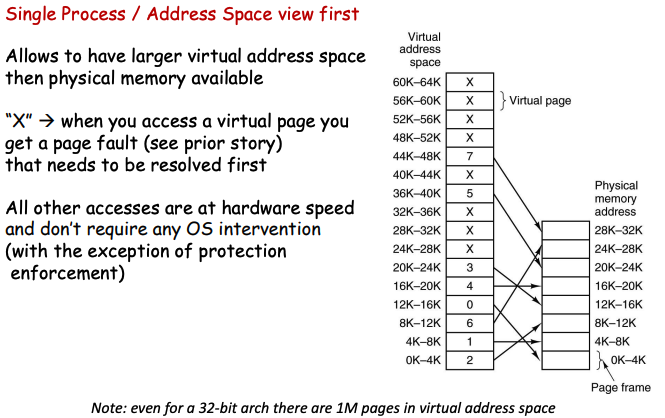 Single Process / Address Space view first
Allows to have larger virtual address space
then physical memory available
“X” → when you access a virtual page you
get a page fault (see prior story)
that needs to be resolved first
All other accesses are at hardware speed
and don’t require any OS intervention
(with the exception of protection
enforcement)
Virtual
address
space
60K–64K X
56K–60K X Virtual page
52K–56K X
48K–52K X
44K–48K 7
40K–44K X
36K–40K 5
32K–36K X
28K–32K X
24K–28K X
20K–24K 3
16K–20K 4
12K–16K 0
8K–12K 6
4K–8K 1
0K–4K 2
Physical
memory
address
28K–32K
24K–28K
20K–24K
16K–20K
12K–16K
8K–12K
4K–8K
0K–4K
Page frame
Note: even for a 32-bit arch there are 1M pages in virtual address space